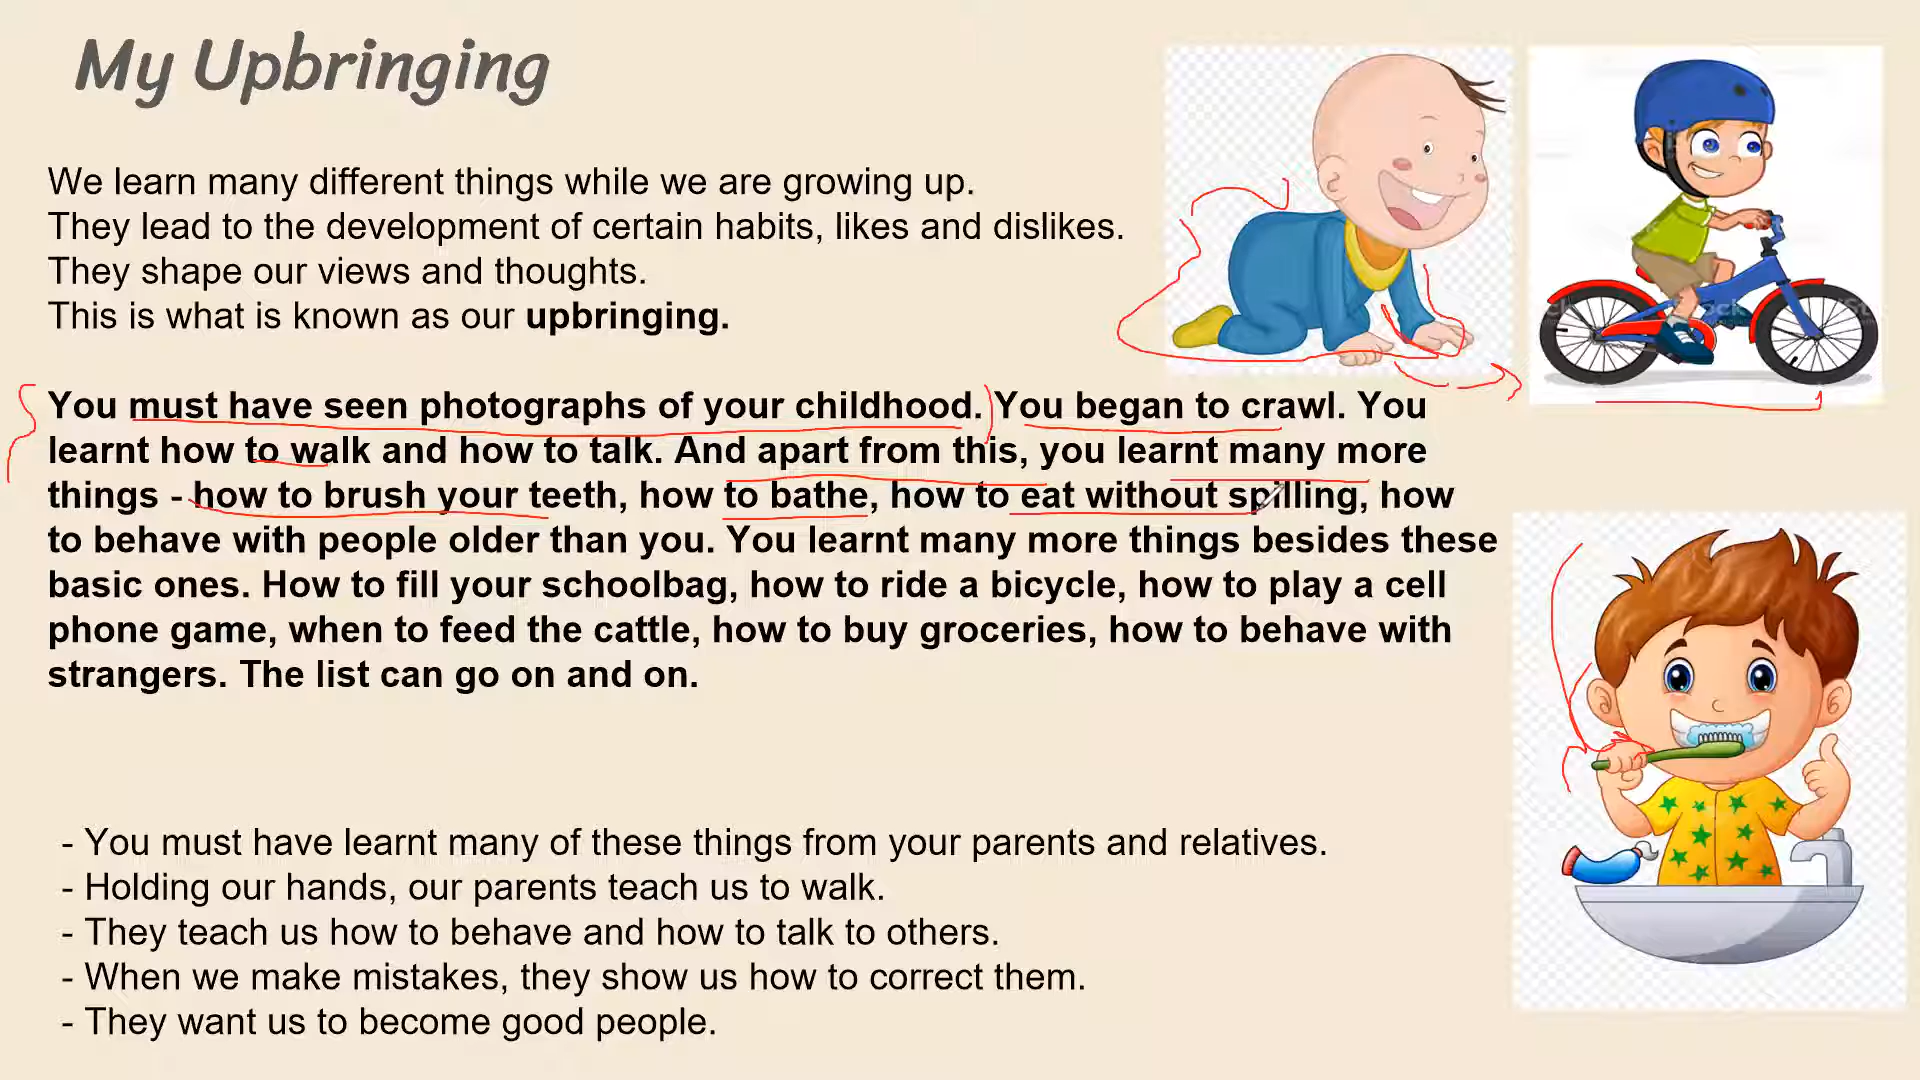 My Upbringing
We learn many different things while we are growing up.
They lead to the development of certain habits, likes and dislikes.
They shape our views and thoughts.
This is what is known as our upbringing.
You must have seen photographs of your childhood. You began to crawl. You
learnt how to walk and how to talk. And apart from this, you learnt many more
things - how to brush your teeth, how to bathe, how to eat without spilling, how
to behave with people older than you. You learnt many more things besides these
basic ones. How to fill your schoolbag, how to ride a bicycle, how to play a cell
phone game, when to feed the cattle, how to buy groceries, how to behave with
strangers. The list can go on and on.
- You must have learnt many of these things from your parents and relatives.
- Holding our hands, our parents teach us to walk.
- They teach us how to behave and how to talk to others.
- When we make mistakes, they show us how to correct them.
- They want us to become good people.